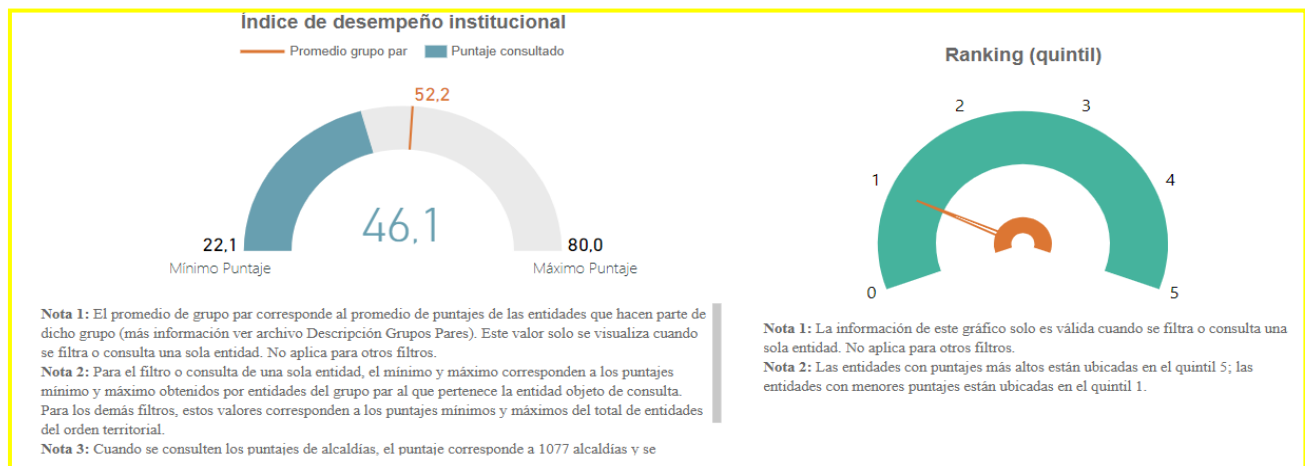 Índice de desempeño institucional
Promedio grupo par
Puntaje consultado
52,2
46,1
22,1
Mínimo Puntaje
80,0
Máximo Puntaje
Nota 1: El promedio de grupo par corresponde al promedio de puntajes de las entidades que hacen parte de
dicho grupo (más información ver archivo Descripción Grupos Pares). Este valor solo se visualiza cuando
se filtra o consulta una sola entidad. No aplica para otros filtros.
Nota 2: Para el filtro o consulta de una sola entidad, el mínimo y máximo corresponden a los puntajes
mínimo y máximo obtenidos por entidades del grupo par al que pertenece la entidad objeto de consulta.
Para los demás filtros, estos valores corresponden a los puntajes mínimos y máximos del total de entidades
del orden territorial.
Nota 3: Cuando se consulten los puntajes de alcaldías, el puntaje corresponde a 1077 alcaldías y se
Ranking (quintil)
0
1
2
3
4
5
Nota 1: La información de este gráfico solo es válida cuando se filtra o consulta una
sola entidad. No aplica para otros filtros.
Nota 2: Las entidades con puntajes más altos están ubicadas en el quintil 5; las
entidades con menores puntajes están ubicadas en el quintil 1.